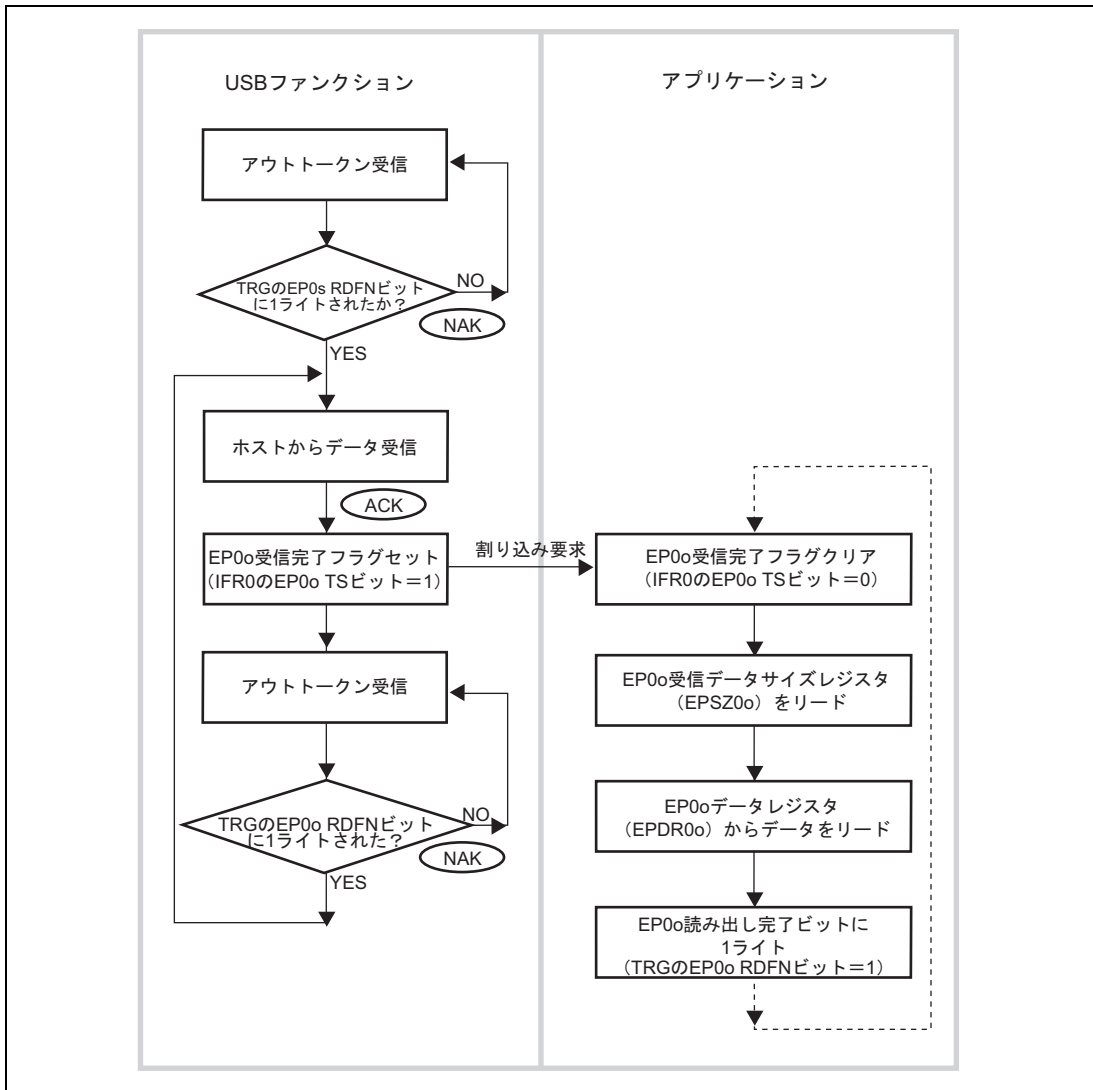 USBファンクション
アウトトークン受信
TRGのEP0s RDFNビット
に1ライトされたか？
NO
NAK
YES
ホストからデータ受信
ACK
EP0o受信完了フラグセット
（IFR0のEP0o TSビット＝1）
アウトトークン受信
TRGのEP0o RDFNビット
に1ライトされた？
NO
NAK
YES
アプリケーション
割り込み要求
EP0o受信完了フラグクリア
（IFR0のEP0o TSビット＝0）
EP0o受信データサイズレジスタ
（EPSZ0o）をリード
EP0oデータレジスタ
（EPDR0o）からデータをリード
EP0o読み出し完了ビットに
1ライト
（TRGのEP0o RDFNビット＝1）